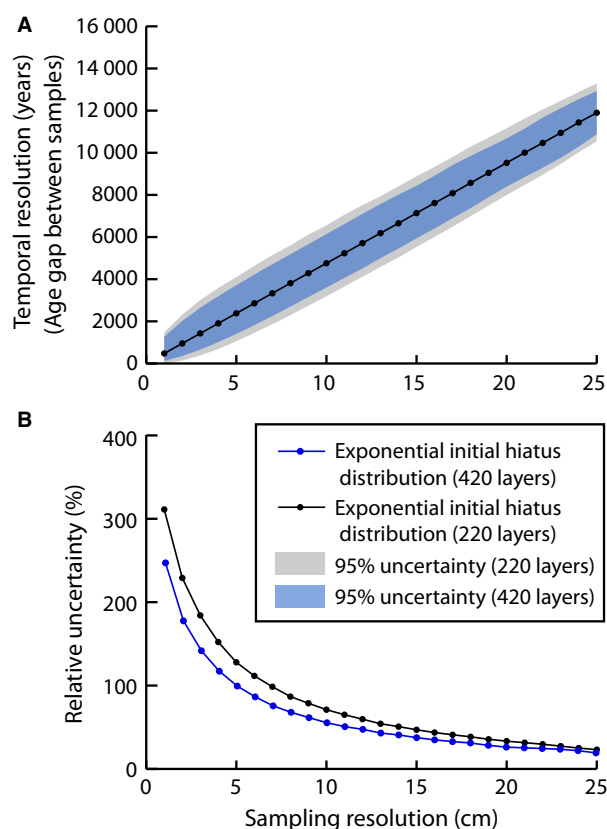 A
Temporal resolution (years)
(Age gap between samples)
16 000
14 000
12 000
10 000
8000
6000
4000
2000
0
0 5 10 15 20 25
B
Relative uncertainty (%)
400
300
200
100
0
Exponential initial hiatus
distribution (420 layers)
Exponential initial hiatus
distribution (220 layers)
95% uncertainty (220 layers)
95% uncertainty (420 layers)
0 5 10 15 20 25
Sampling resolution (cm)